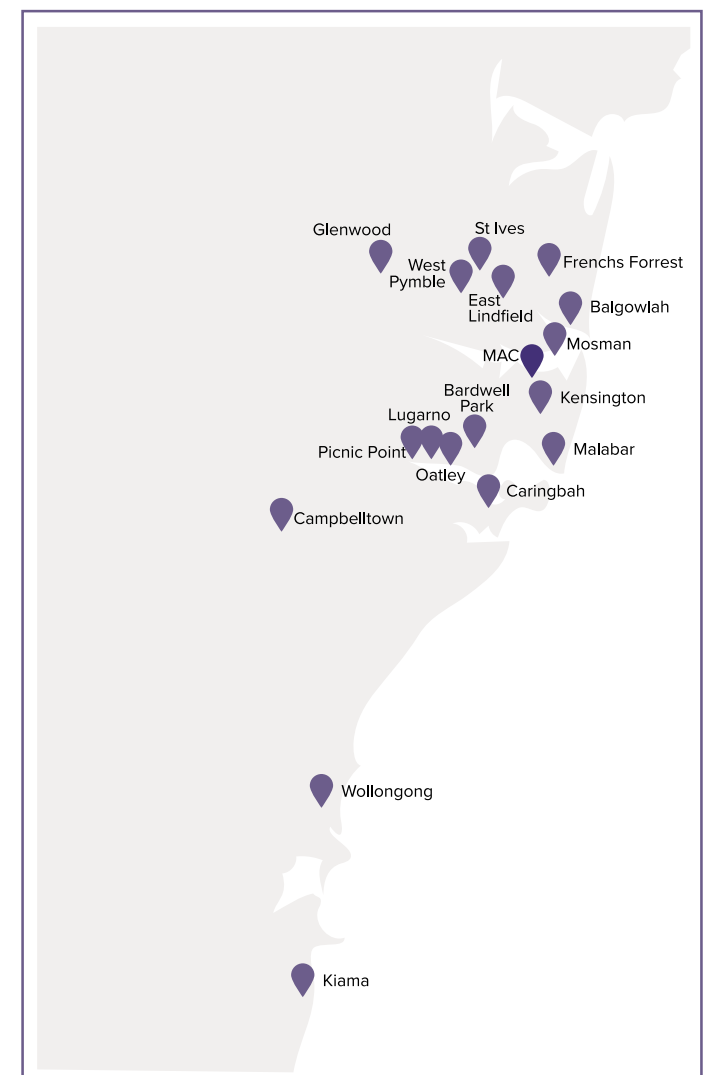 Glenwood
St Ives
West
Pymble
Frenchs Forrest
East
Lindfield
Balgowlah
Mosman
MAC
Bardwell
Park
Kensington
Lugarno
Picnic Point
Malabar
Oatley
Caringbah
Campbelltown
Wollongong
Kiama